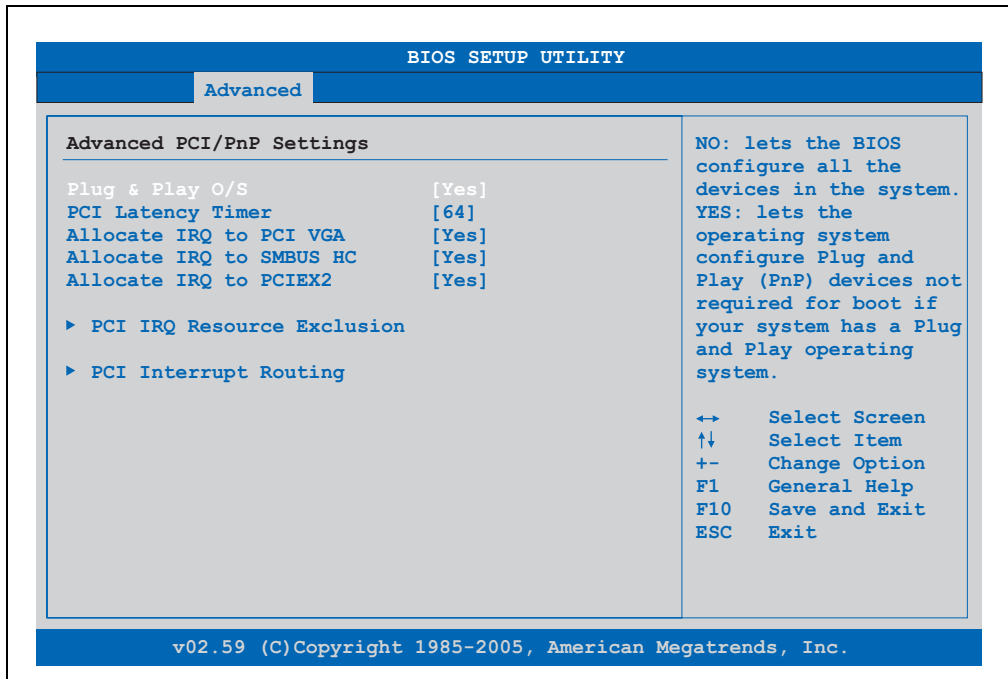 BIOS SETUP UTILITY
Advanced
Advanced PCI/PnP Settings
Plug & Play O/S [Yes]
PCI Latency Timer [64]
Allocate IRQ to PCI VGA [Yes]
Allocate IRQ to SMBUS HC [Yes]
Allocate IRQ to PCIEX2 [Yes]
▶ PCI IRQ Resource Exclusion
▶ PCI Interrupt Routing
NO: lets the BIOS
configure all the
devices in the system.
YES: lets the
operating system
configure Plug and
Play (PnP) devices not
required for boot if
your system has a Plug
and Play operating
system.
↔ Select Screen
↑↓ Select Item
+- Change Option
F1 General Help
F10 Save and Exit
ESC Exit
v02.59 (C)Copyright 1985-2005, American Megatrends, Inc.